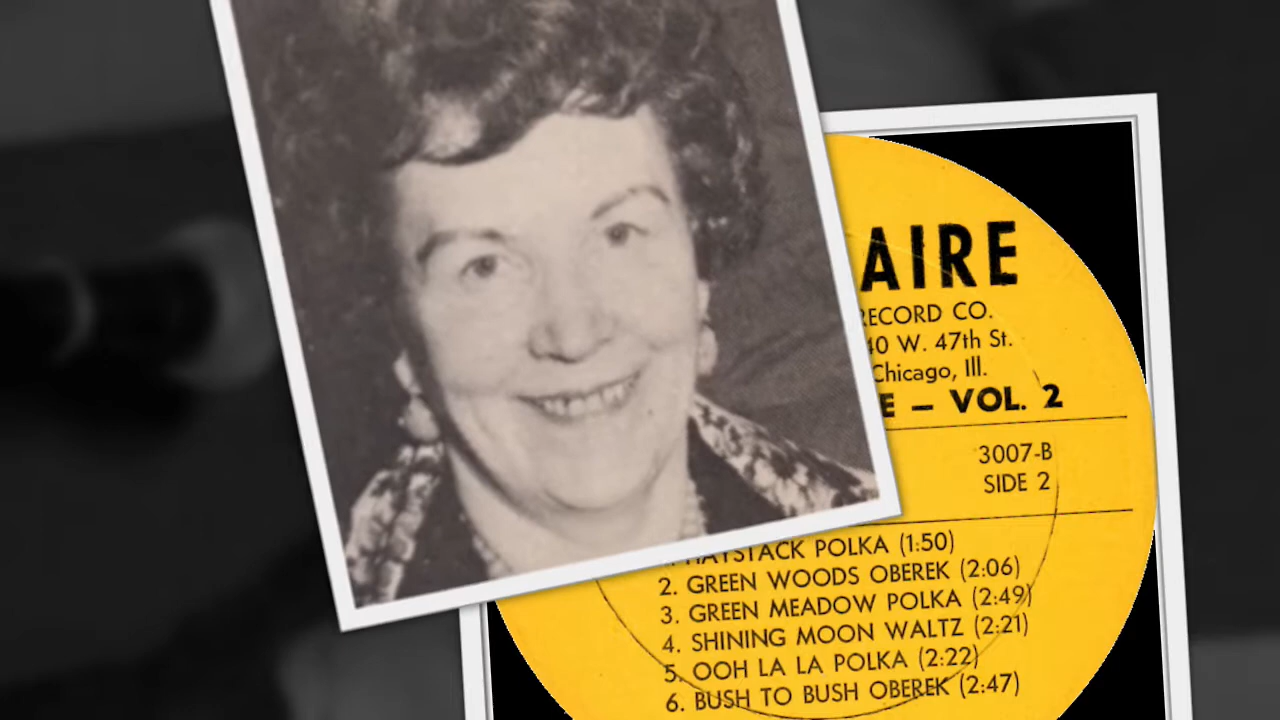 AIRE
RECORD CO.
40 W. 47th St.
Chicago, Ill.
E – VOL. 2
3007-B
SIDE 2
HAYSTACK POLKA (1:50)
2. GREEN WOODS OBEREK (2:06)
3. GREEN MEADOW POLKA (2:49)
4. SHINING MOON WALTZ (2:21)
5. OOH LA LA POLKA (2:22)
6. BUSH TO BUSH OBEREK (2:47)